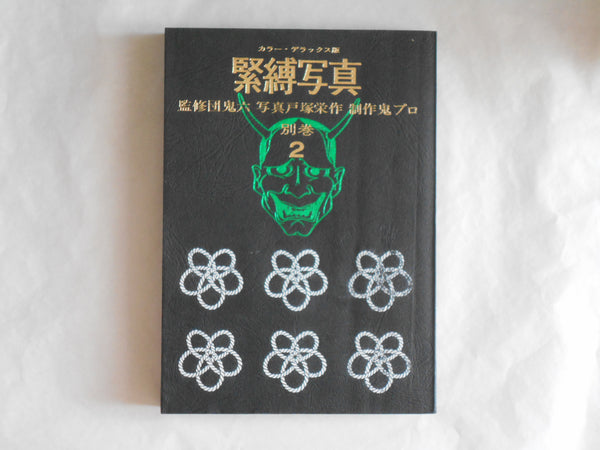 カラー・デラックス版
緊縛写真
監修団鬼六 写真戸塚栄作 制作鬼プロ
別巻
2